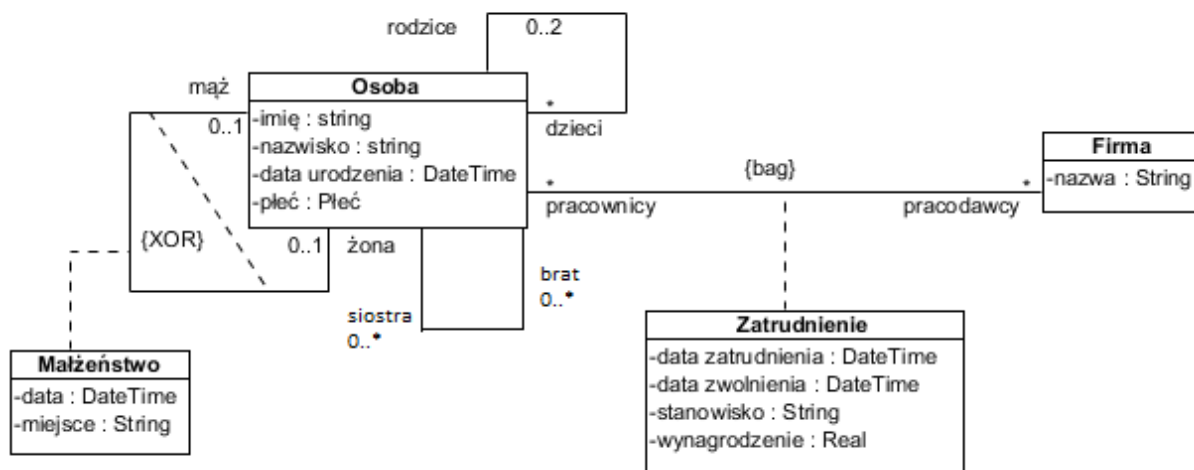 rodzice
0..2
mąż
0..1
Osoba
-imię : string
-nazwisko : string
-data urodzenia : DateTime
-płeć : Płeć
*
dzieci
{bag}
*
pracownicy
*
pracodawcy
Firma
-nazwa : String
{XOR}
0..1
żona
brat
0..*
siostra
0..*
Małżeństwo
-data : DateTime
-miejsce : String
Zatrudnienie
-data zatrudnienia : DateTime
-data zwolnienia : DateTime
-stanowisko : String
-wynagrodzenie : Real